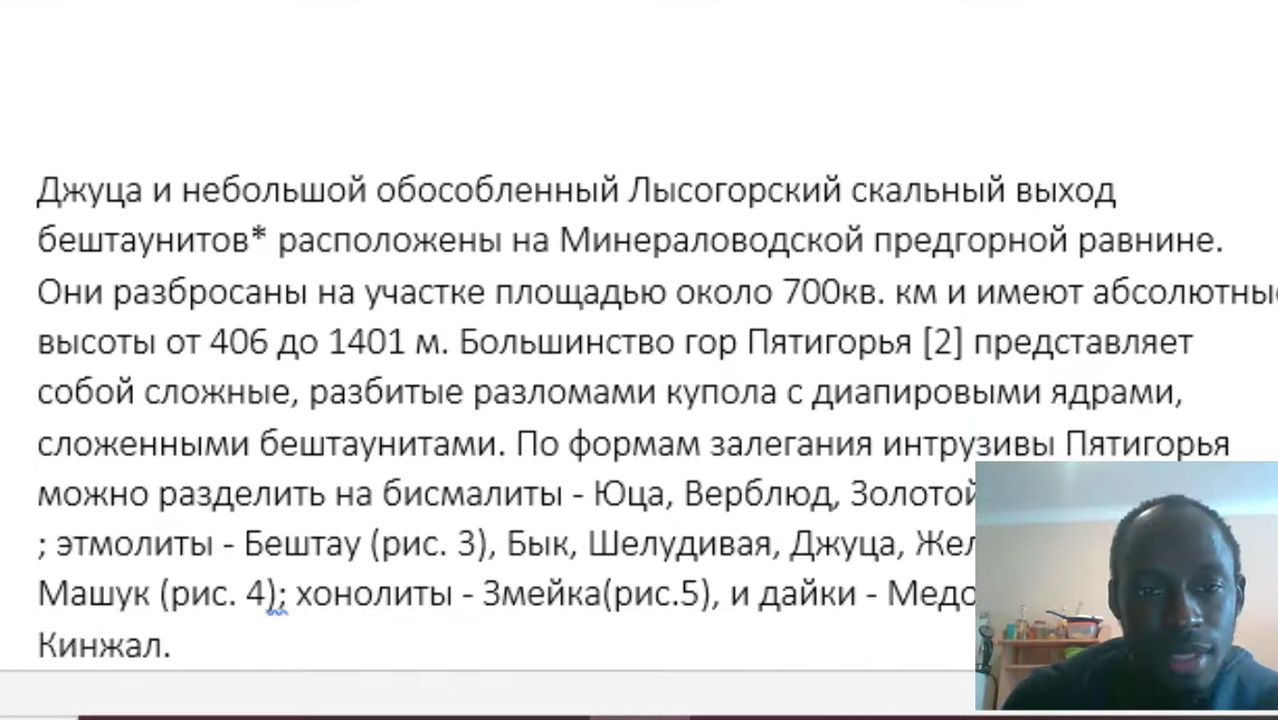 Джуца и небольшой обособленный Лысогорский скальный выход
бештаунитов* расположены на Минераловодской предгорной равнине.
Они разбросаны на участке площадью около 700кв. км и имеют
высоты от 406 до 1401 м. Большинство гор Пятигорья [2] представляет
собой сложные, разбитые разломами купола с диапировыми ядрами,
сложенными бештаунитами. По формам залегания интрузивы Пятигорья
можно разделить на бисмалиты - Юца, Верблюд, Золотой
; этмолиты - Бештау (рис. 3), Бык, Шелудивая, Джуца,
Машук (рис. 4); хонолиты - Змейка(рис.5), и дайки -
Кинжал.